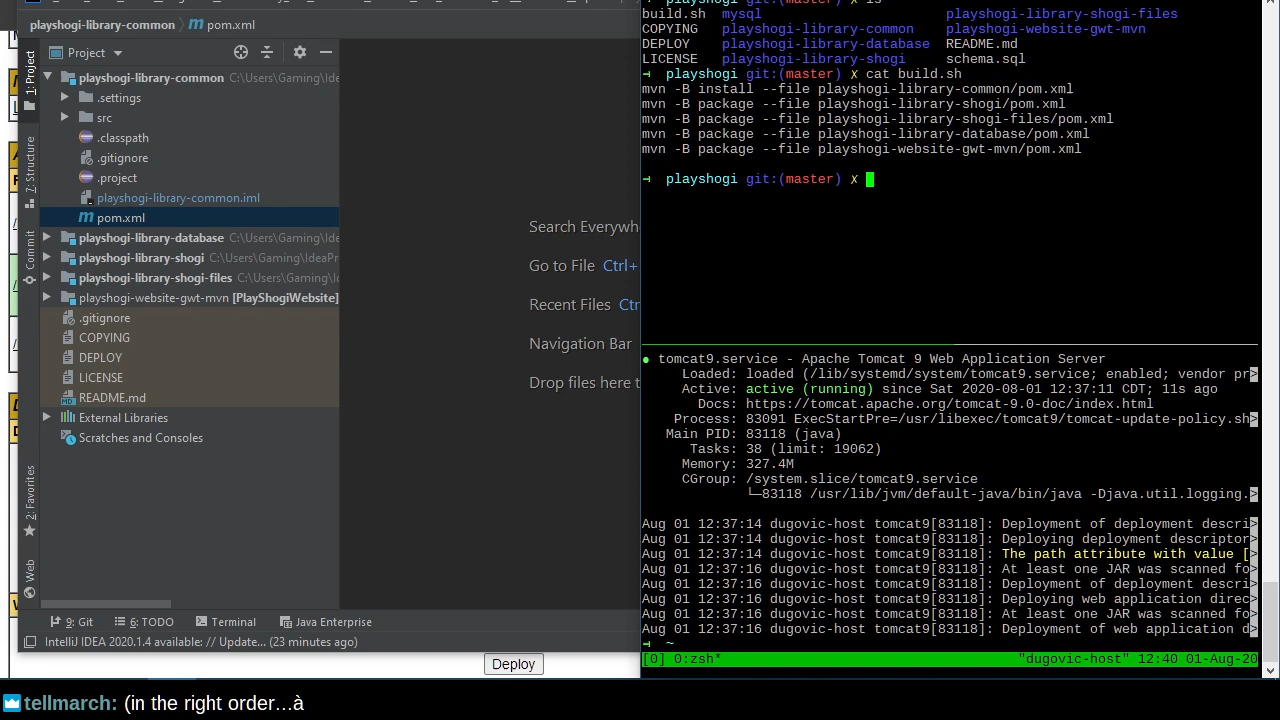 playshogi-library-common
pom.xml
Project
playshogi-library-common C:\Users\Gaming\Ide
.settings
src
.classpath
.gitignore
.project
playshogi-library-common.iml
pom.xml
playshogi-library-database C:\Users\Gaming\Ide
playshogi-library-shogi C:\Users\Gaming\IdeaPr
playshogi-library-shogi-files C:\Users\Gaming\I
playshogi-website-gwt-mvn [PlayShogiWebsite]
.gitignore
COPYING
DEPLOY
LICENSE
README.md
External Libraries
Scratches and Consoles
1: Project
7: Structure
Commit
2: Favorites
Web
Search Everywh
Go to File Ctrl+
Recent Files Ctr
Navigation Bar
Drop files here t
9: Git
6: TODO
Terminal
Java Enterprise
IntelliJ IDEA 2020.1.4 available: // Update... (23 minutes ago)
Deploy
→ playshogi git:(master) ✗ ls
build.sh mysql playshogi-library-shogi-files
COPYING playshogi-library-common playshogi-website-gwt-mvn
DEPLOY playshogi-library-database README.md
LICENSE playshogi-library-shogi schema.sql
→ playshogi git:(master) ✗ cat build.sh
mvn -B install --file playshogi-library-common/pom.xml
mvn -B package --file playshogi-library-shogi/pom.xml
mvn -B package --file playshogi-library-shogi-files/pom.xml
mvn -B package --file playshogi-library-database/pom.xml
mvn -B package --file playshogi-website-gwt-mvn/pom.xml
→ playshogi git:(master) ✗
● tomcat9.service - Apache Tomcat 9 Web Application Server
Loaded: loaded (/lib/systemd/system/tomcat9.service; enabled; vendor pr>
Active: active (running) since Sat 2020-08-01 12:37:11 CDT; 11s ago
Docs: https://tomcat.apache.org/tomcat-9.0-doc/index.html
Process: 83091 ExecStartPre=/usr/libexec/tomcat9/tomcat-update-policy.sh>
Main PID: 83118 (java)
Tasks: 38 (limit: 19062)
Memory: 327.4M
CGroup: /system.slice/tomcat9.service
└─83118 /usr/lib/jvm/default-java/bin/java -Djava.util.logging.>
Aug 01 12:37:14 dugovic-host tomcat9[83118]: Deployment of deployment descri>
Aug 01 12:37:14 dugovic-host tomcat9[83118]: Deploying deployment descriptor>
Aug 01 12:37:14 dugovic-host tomcat9[83118]: The path attribute with value [>
Aug 01 12:37:16 dugovic-host tomcat9[83118]: At least one JAR was scanned fo>
Aug 01 12:37:16 dugovic-host tomcat9[83118]: Deployment of deployment descri>
Aug 01 12:37:16 dugovic-host tomcat9[83118]: Deploying web application direc>
Aug 01 12:37:16 dugovic-host tomcat9[83118]: At least one JAR was scanned fo>
Aug 01 12:37:16 dugovic-host tomcat9[83118]: Deployment of web application d>
→ ~
[0] 0:zsh* "dugovic-host" 12:40 01-Aug-20
tellmarch: (in the right order...à